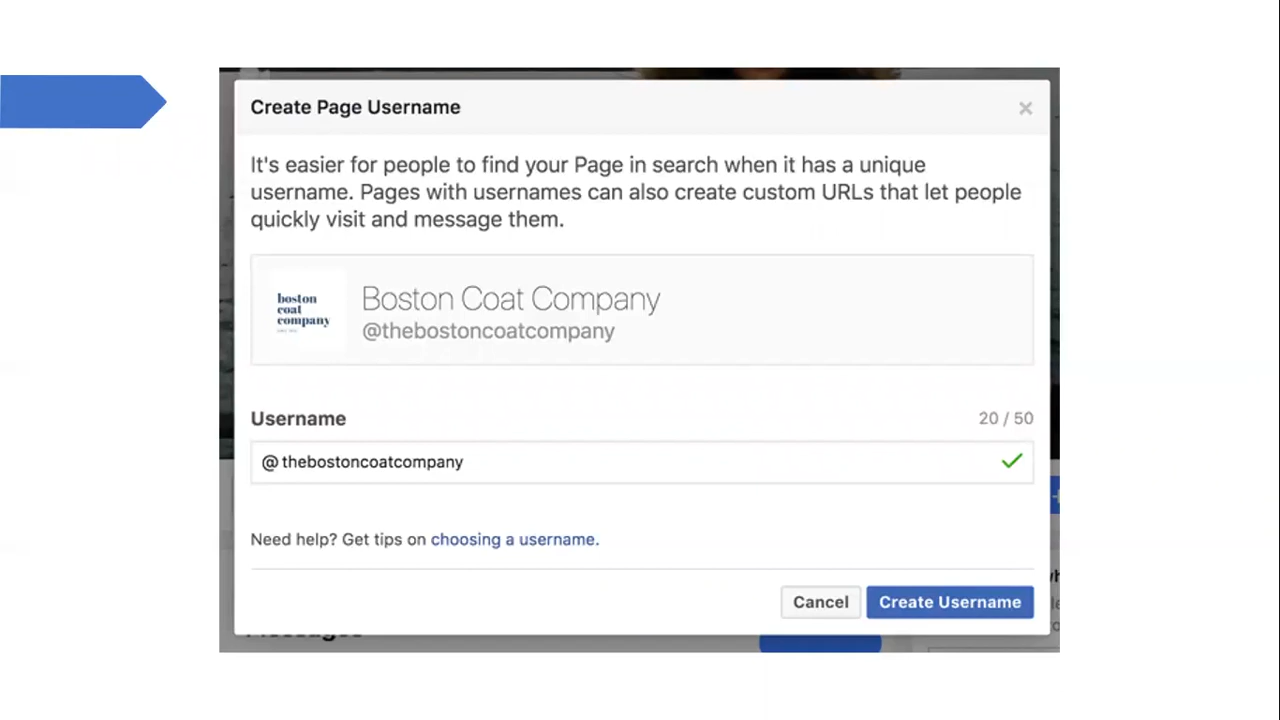 Create Page Username
×
It's easier for people to find your Page in search when it has a unique
username. Pages with usernames can also create custom URLs that let people
quickly visit and message them.
boston
coat
company
Boston Coat Company
@thebostoncoatcompany
Username
20 / 50
@thebostoncoatcompany
Need help? Get tips on choosing a username.
Cancel
Create Username
Messages